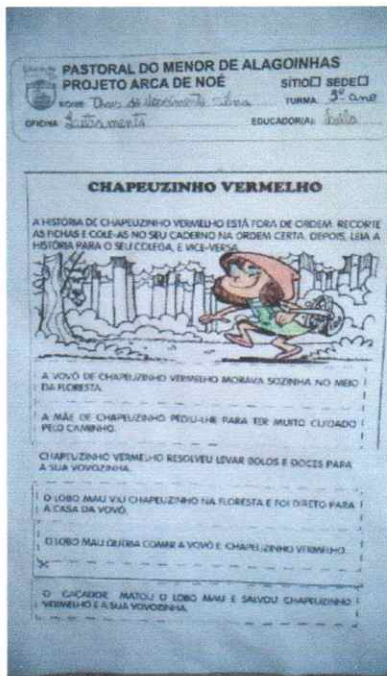 PASTORAL DO MENOR DE ALAGOINHAS
PROJETO ARCA DE NOÉ SÍTIO☐ SEDE☐
NOME: Thais do Nascimento TURMA: 3º ano
OFICINA: Letramento EDUCADOR(A):
CHAPEUZINHO VERMELHO
A HISTÓRIA DE CHAPEUZINHO VERMELHO ESTÁ FORA DE ORDEM. RECORTE
AS FICHAS E COLE-AS NO SEU CADERNO NA ORDEM CERTA. DEPOIS, LEIA A
HISTÓRIA PARA O SEU COLEGA, E VICE-VERSA.
A VOVÓ DE CHAPEUZINHO VERMELHO MORAVA SOZINHA NO MEIO
DA FLORESTA.
A MÃE DE CHAPEUZINHO PEDIU-LHE PARA TER MUITO CUIDADO
PELO CAMINHO.
CHAPEUZINHO VERMELHO RESOLVEU LEVAR BOLOS E DOCES PARA
A SUA VOVOZINHA.
O LOBO MAU VIU CHAPEUZINHO NA FLORESTA E FOI DIRETO PARA
A CASA DA VOVÓ.
O LOBO MAU QUERIA COMER A VOVÓ E CHAPEUZINHO VERMELHO.
O CAÇADOR MATOU O LOBO MAU E SALVOU CHAPEUZINHO
VERMELHO E A SUA VOVOZINHA.